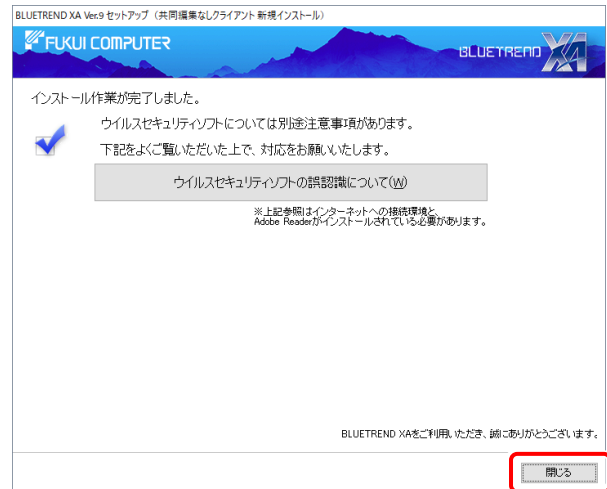 BLUETREND XA Ver.9 セットアップ（共同編集なしクライアント 新規インストール）
FUKUI COMPUTER
BLUETREND XA
インストール作業が完了しました。
ウイルスセキュリティソフトについては別途注意事項があります。
下記をよくご覧いただいた上で、対応をお願いいたします。
ウイルスセキュリティソフトの誤認識について(W)
※上記参照はインターネットへの接続環境と、
Adobe Readerがインストールされている必要があります。
BLUETREND XAをご利用いただき、誠にありがとうございます。
閉じる